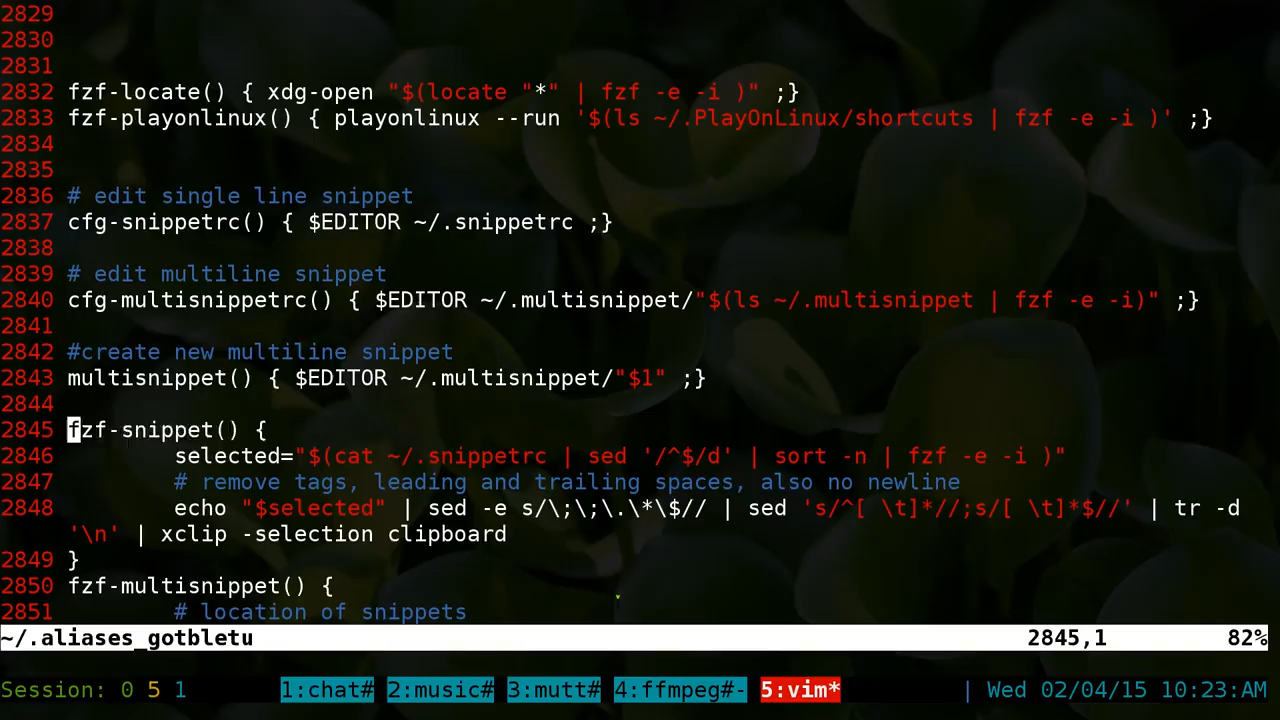 2829
2830
2831
2832 fzf-locate() { xdg-open "$(locate "*" | fzf -e -i )" ;}
2833 fzf-playonlinux() { playonlinux --run '$(ls ~/.PlayOnLinux/shortcuts | fzf -e -i )' ;}
2834
2835
2836 # edit single line snippet
2837 cfg-snippetrc() { $EDITOR ~/.snippetrc ;}
2838
2839 # edit multiline snippet
2840 cfg-multisnippetrc() { $EDITOR ~/.multisnippet/"$(ls ~/.multisnippet | fzf -e -i)" ;}
2841
2842 #create new multiline snippet
2843 multisnippet() { $EDITOR ~/.multisnippet/"$1" ;}
2844
2845 fzf-snippet() {
2846         selected="$(cat ~/.snippetrc | sed '/^$/d' | sort -n | fzf -e -i )"
2847         # remove tags, leading and trailing spaces, also no newline
2848         echo "$selected" | sed -e s/\;\;\.\*\$// | sed 's/^[ \t]*//;s/[ \t]*$//' | tr -d
'\n' | xclip -selection clipboard
2849 }
2850 fzf-multisnippet() {
2851         # location of snippets
~/.aliases_gotbletu 2845,1 82%
Session: 0 5 1 1:chat# 2:music# 3:mutt# 4:ffmpeg#- 5:vim* | Wed 02/04/15 10:23:AM